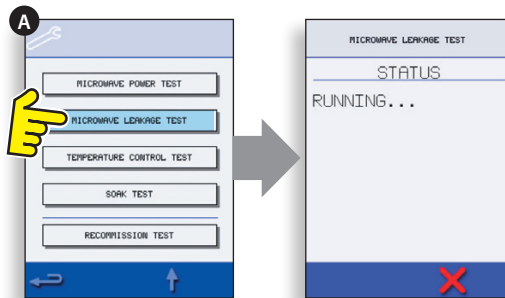 A
MICROWAVE POWER TEST
MICROWAVE LEAKAGE TEST
TEMPERATURE CONTROL TEST
SOAK TEST
RECOMMISSION TEST
MICROWAVE LEAKAGE TEST
STATUS
RUNNING...